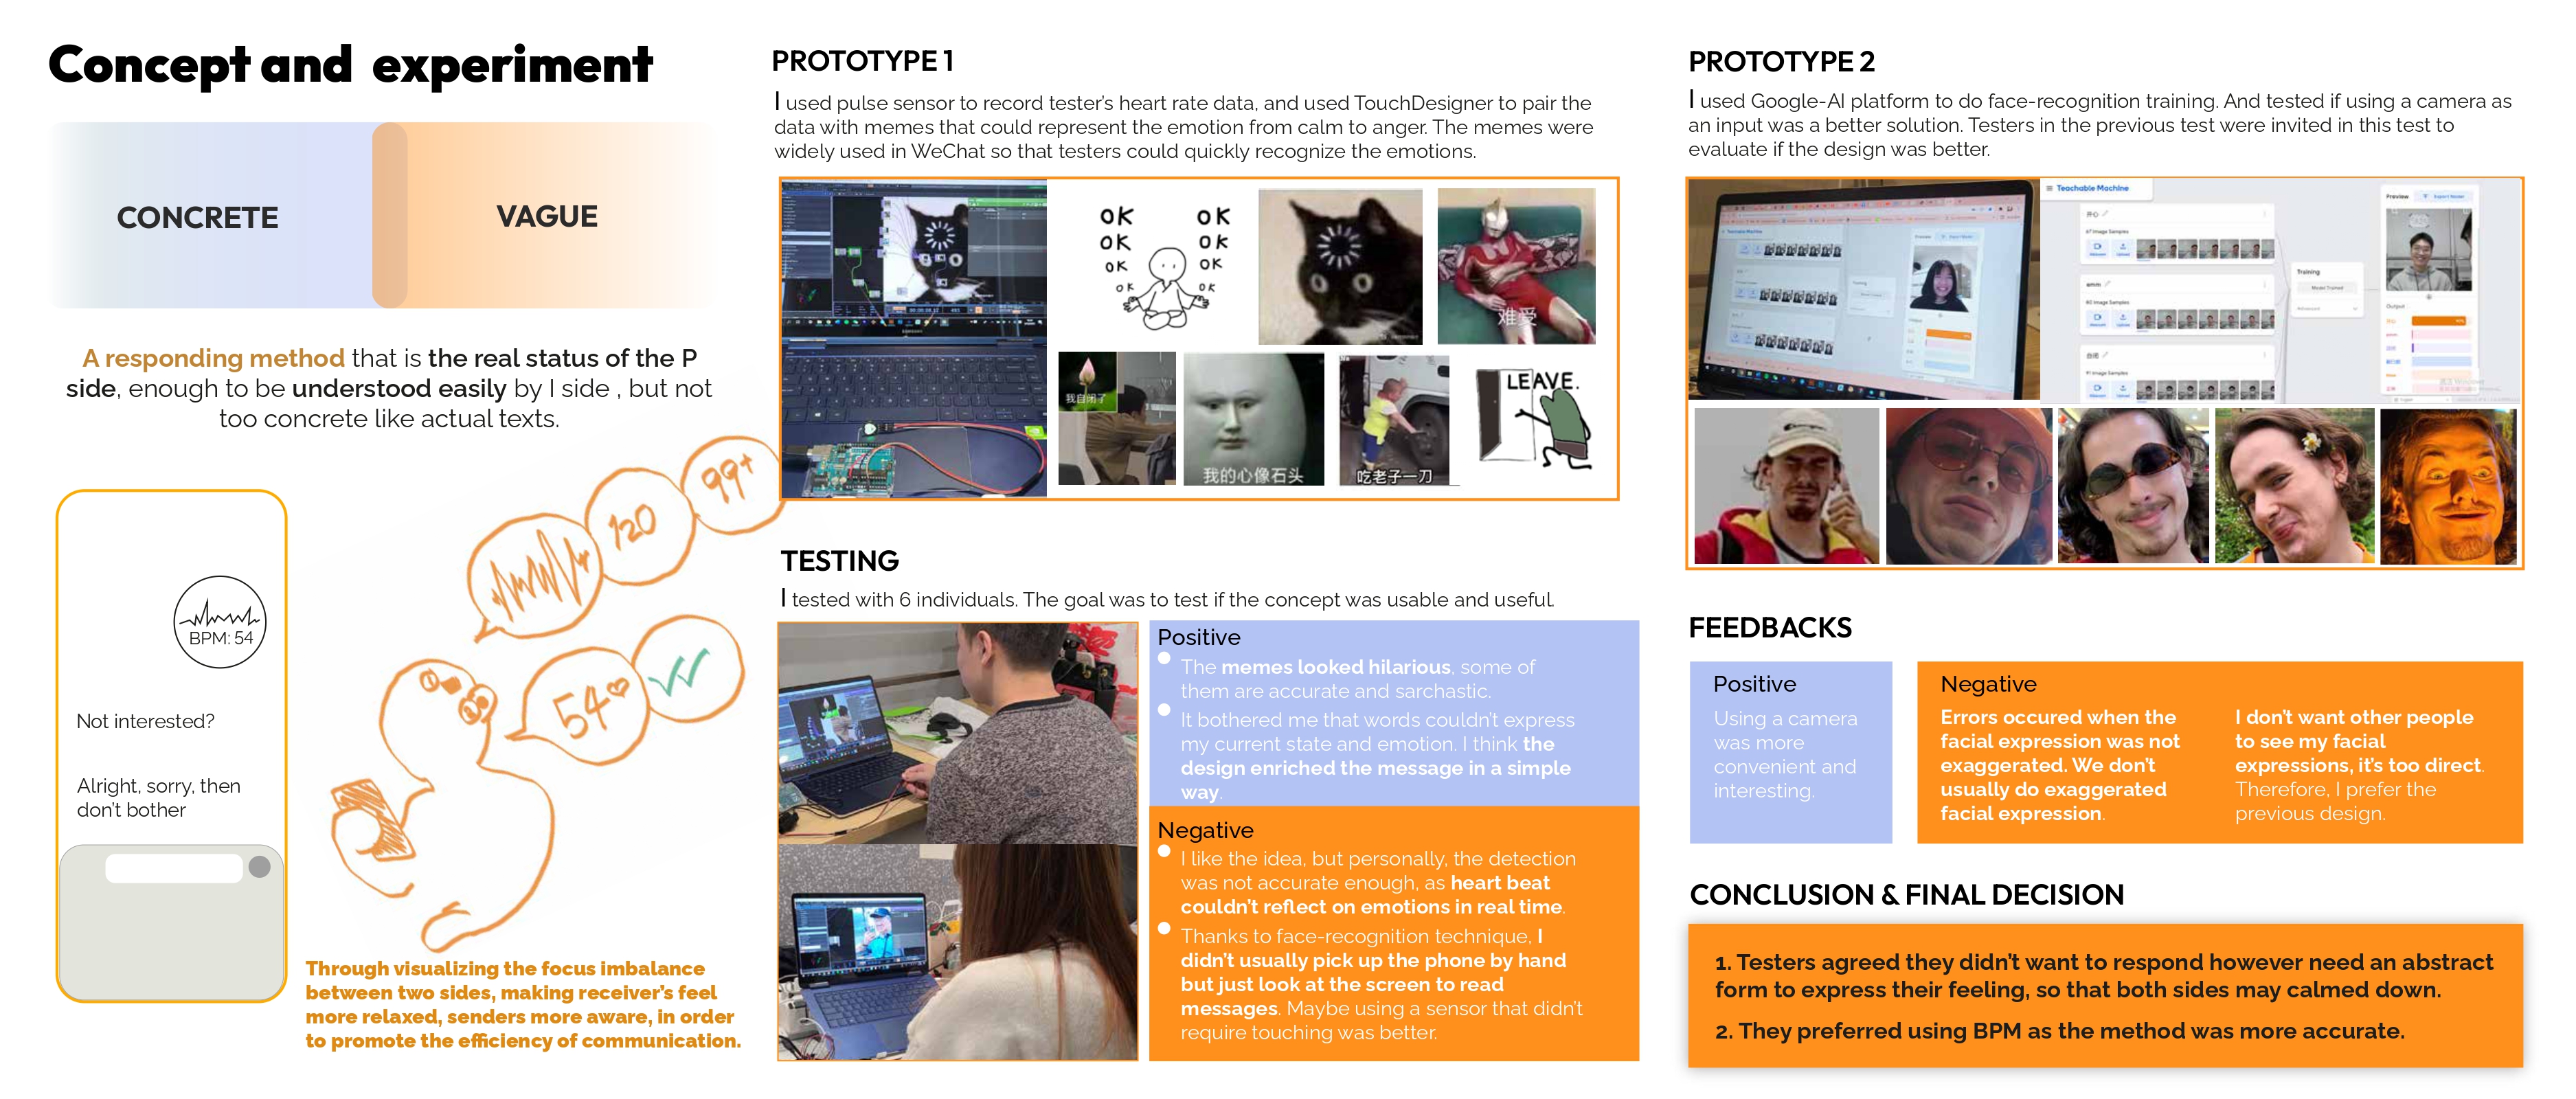 Concept and experiment
CONCRETE
VAGUE
A responding method that is the real status of the P
side, enough to be understood easily by I side , but not
too concrete like actual texts.
BPM: 54
Not interested?
Alright, sorry, then
don't bother
120
99+
54
Through visualizing the focus imbalance
between two sides, making receiver's feel
more relaxed, senders more aware, in order
to promote the efficiency of communication.
PROTOTYPE 1
I used pulse sensor to record tester's heart rate data, and used TouchDesigner to pair the
data with memes that could represent the emotion from calm to anger. The memes were
widely used in WeChat so that testers could quickly recognize the emotions.
OK OK
OK OK
OK OK
OK OK
难受
我自闭了
我的心像石头
吃老子一刀
LEAVE.
TESTING
I tested with 6 individuals. The goal was to test if the concept was usable and useful.
Positive
The memes looked hilarious, some of
them are accurate and sarchastic.
It bothered me that words couldn't express
my current state and emotion. I think the
design enriched the message in a simple
way.
Negative
I like the idea, but personally, the detection
was not accurate enough, as heart beat
couldn't reflect on emotions in real time.
Thanks to face-recognition technique, I
didn't usually pick up the phone by hand
but just look at the screen to read
messages. Maybe using a sensor that didn't
require touching was better.
PROTOTYPE 2
I used Google-AI platform to do face-recognition training. And tested if using a camera as
an input was a better solution. Testers in the previous test were invited in this test to
evaluate if the design was better.
Teachable Machine
开心
67 Image Samples
emm
自闭
Training
Model Trained
Preview
Export Model
Output
FEEDBACKS
Positive
Using a camera
was more
convenient and
interesting.
Negative
Errors occured when the
facial expression was not
exaggerated. We don't
usually do exaggerated
facial expression.
I don't want other people
to see my facial
expressions, it's too direct.
Therefore, I prefer the
previous design.
CONCLUSION & FINAL DECISION
1. Testers agreed they didn't want to respond however need an abstract
form to express their feeling, so that both sides may calmed down.
2. They preferred using BPM as the method was more accurate.